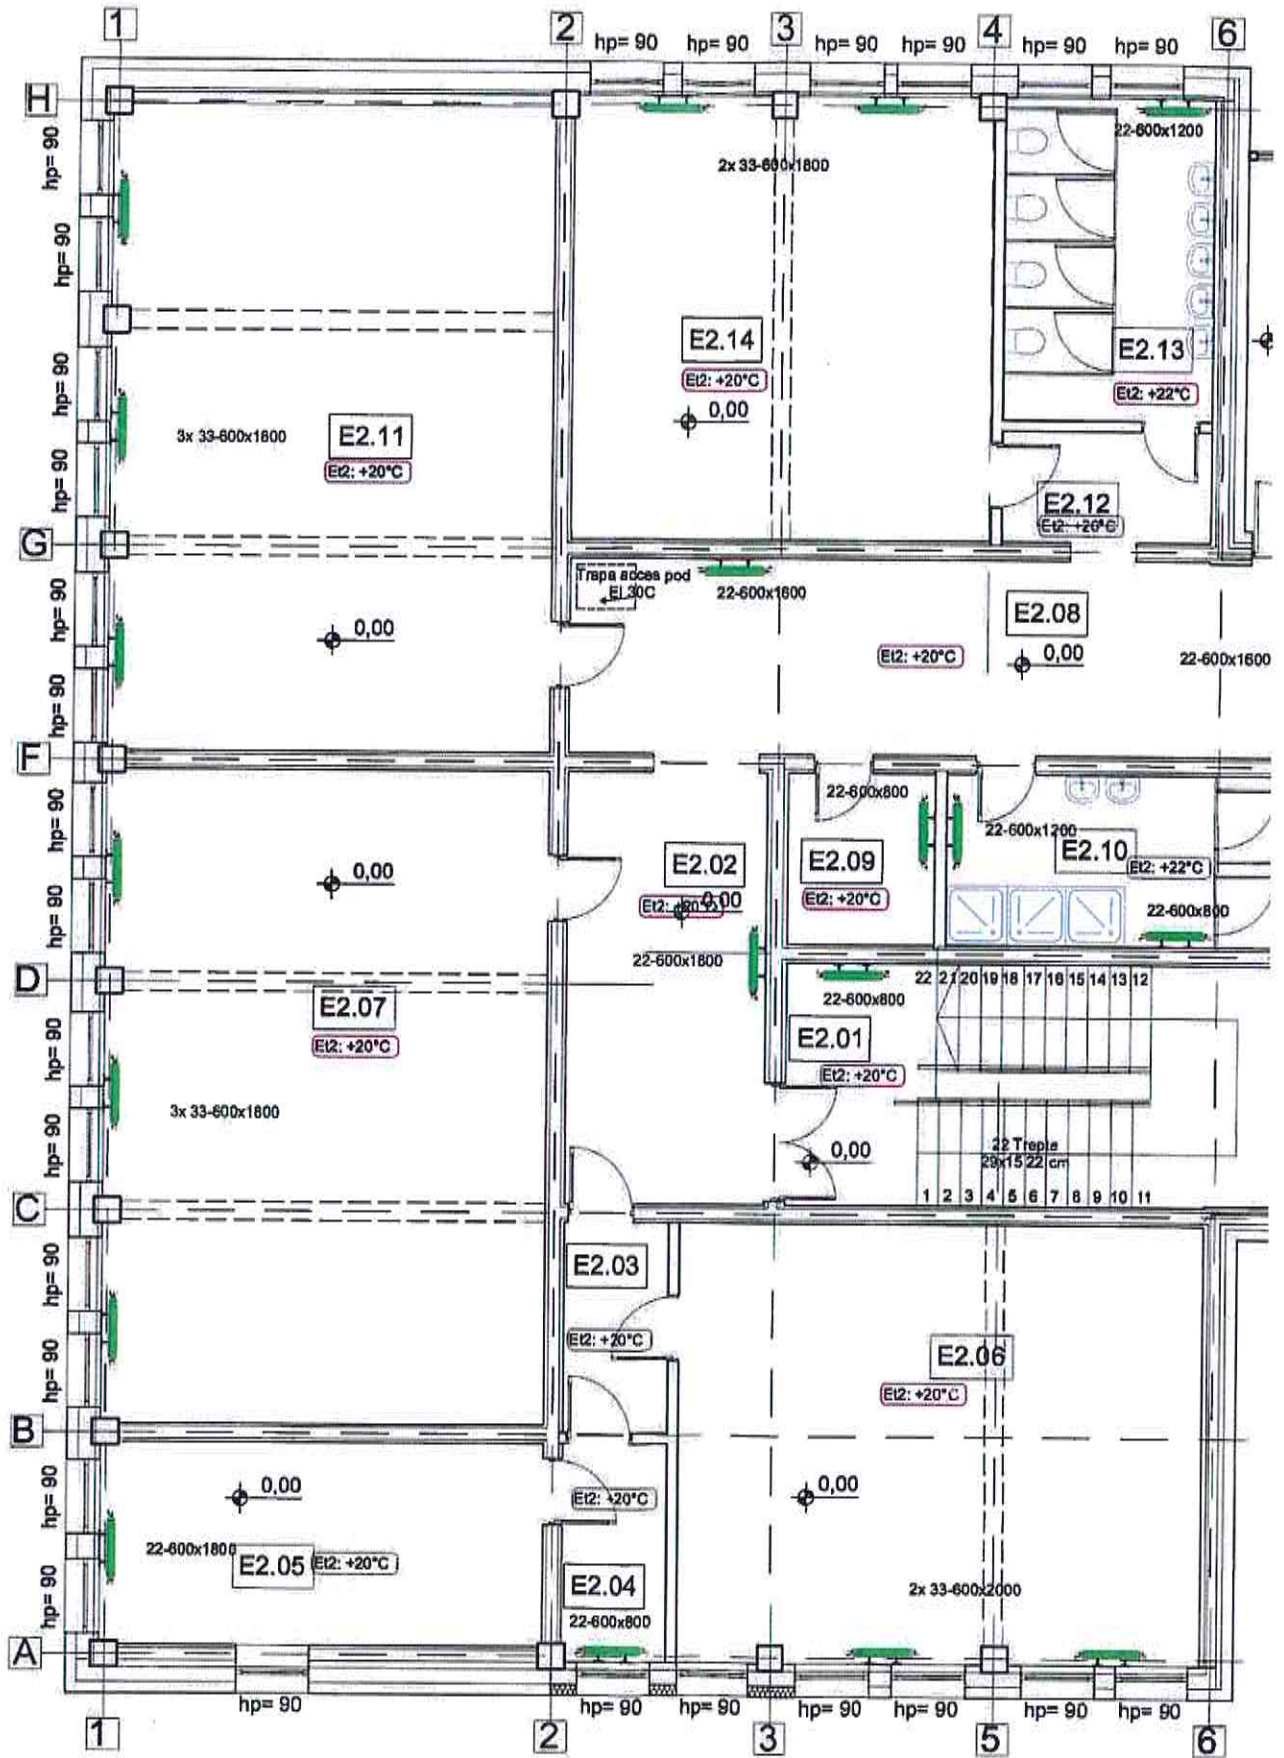 1
2
hp= 90
hp= 90
3
hp= 90
hp= 90
4
hp= 90
hp= 90
6
H
22-600x1200
hp= 90
2x 33-600x1800
hp= 90
E2.14
E2.13
Et2: +20°C
Et2: +22°C
hp= 90
0,00
3x 33-600x1800
E2.11
Et2: +20°C
hp= 90
E2.12
Et2: +20°C
G
Trapa acces pod
EI 30C
22-600x1600
hp= 90
E2.08
0,00
Et2: +20°C
0,00
22-600x1600
hp= 90
F
22-600x800
hp= 90
22-600x1200
E2.02
E2.09
E2.10
Et2: +22°C
0,00
Et2: +20°C
0,00
Et2:
22-600x800
hp= 90
22-600x1800
D
22 21 20 19 18 17 16 15 14 13 12
22-600x800
E2.07
E2.01
Et2: +20°C
hp= 90
Et2: +20°C
3x 33-600x1800
hp= 90
22 Trepte
29x15,22 cm
0,00
1 2 3 4 5 6 7 8 9 10 11
C
E2.03
hp= 90
Et2: +20°C
E2.06
hp= 90
Et2: +20°C
B
0,00
Et2: +20°C
0,00
hp= 90
22-600x1800
E2.05
Et2: +20°C
E2.04
2x 33-600x2000
hp= 90
22-600x800
A
hp= 90
hp= 90
hp= 90
hp= 90
hp= 90
hp= 90
hp= 90
1
2
3
5
6